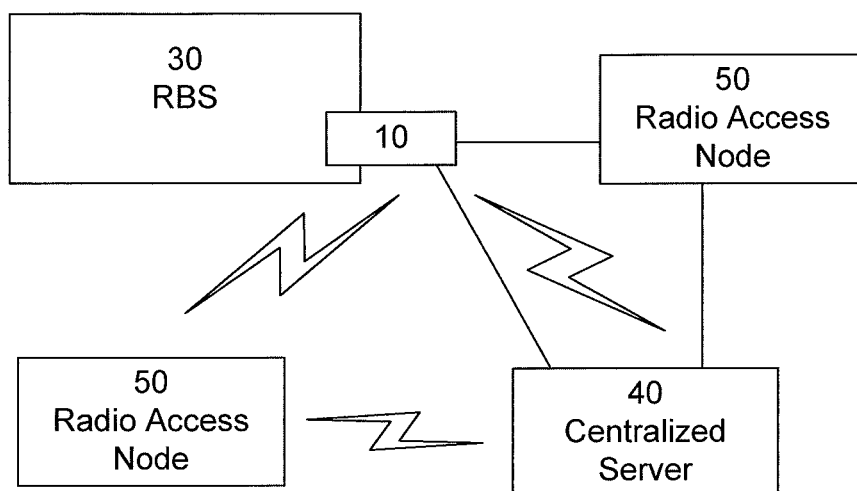 30
RBS
10
50
Radio Access
Node
50
Radio Access
Node
40
Centralized
Server